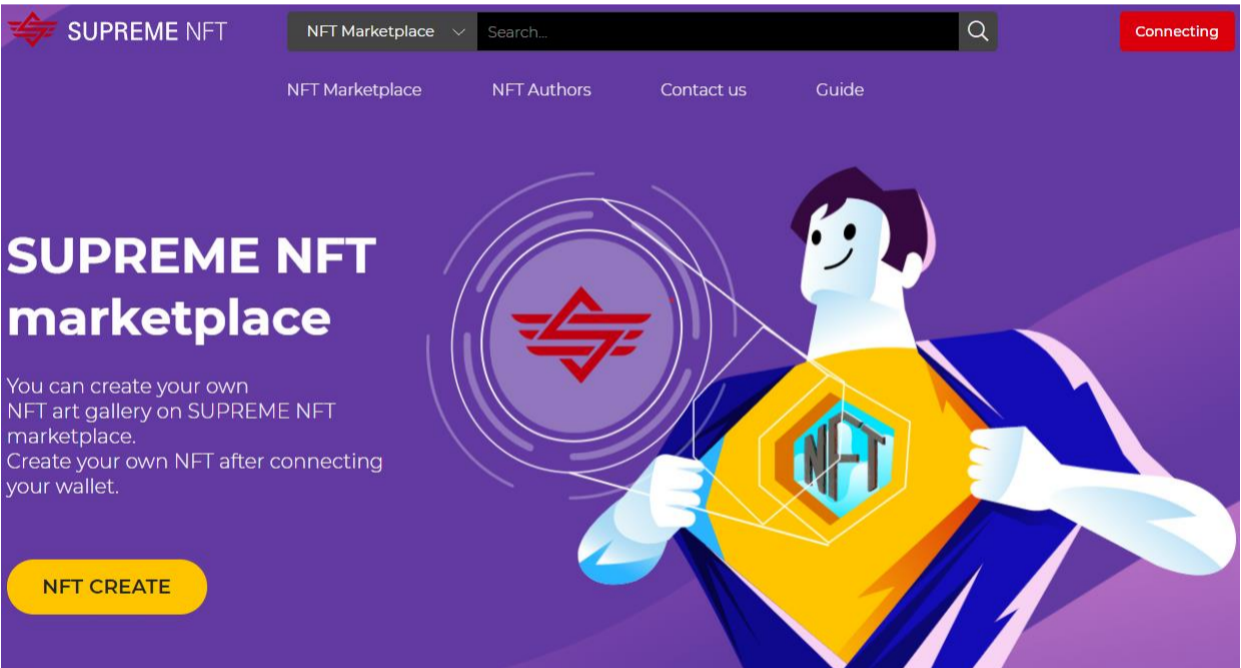 SUPREME NFT
NFT Marketplace
Search...
Connecting
NFT Marketplace
NFT Authors
Contact us
Guide
SUPREME NFT
marketplace
You can create your own
NFT art gallery on SUPREME NFT
marketplace.
Create your own NFT after connecting
your wallet.
NFT CREATE
NFT